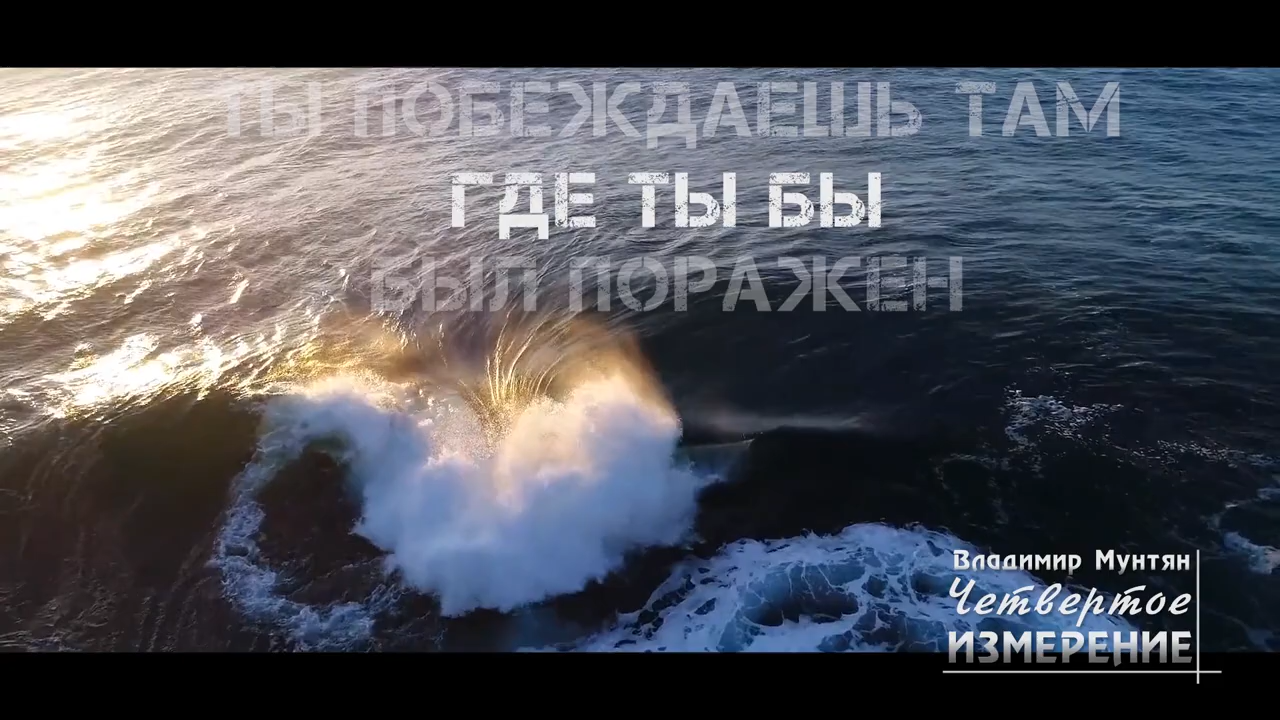 ТЫ ПОБЕЖДАЕШЬ ТАМ
ГДЕ ТЫ БЫ
БЫЛ ПОРАЖЕН
Владимир Мунтян
Четвертое
ИЗМЕРЕНИЕ